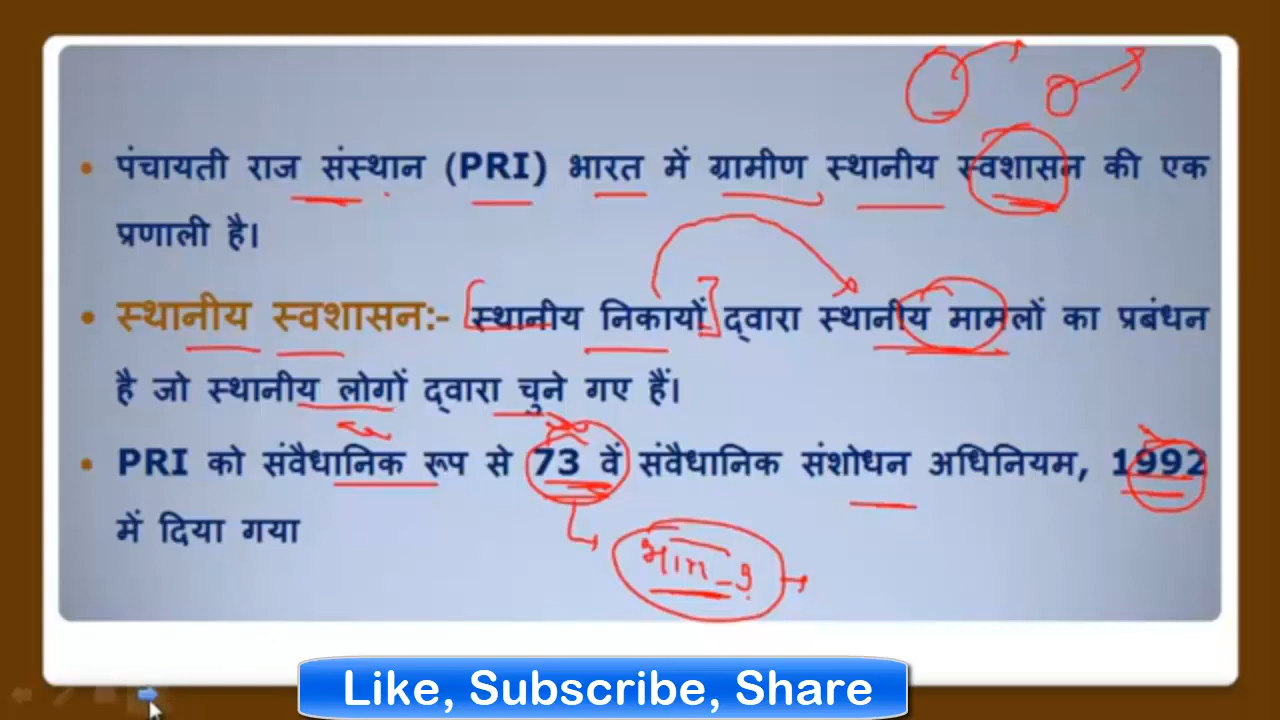 • पंचायती राज संस्थान (PRI) भारत में ग्रामीण स्थानीय स्वशासन की एक
प्रणाली है।
• स्थानीय स्वशासन:- [स्थानीय निकायों] द्वारा स्थानीय मामलों का प्रबंधन
है जो स्थानीय लोगों द्वारा चुने गए हैं।
• PRI को संवैधानिक रूप से 73 वें संवैधानिक संशोधन अधिनियम, 1992
में दिया गया
भाग-9
Like, Subscribe, Share